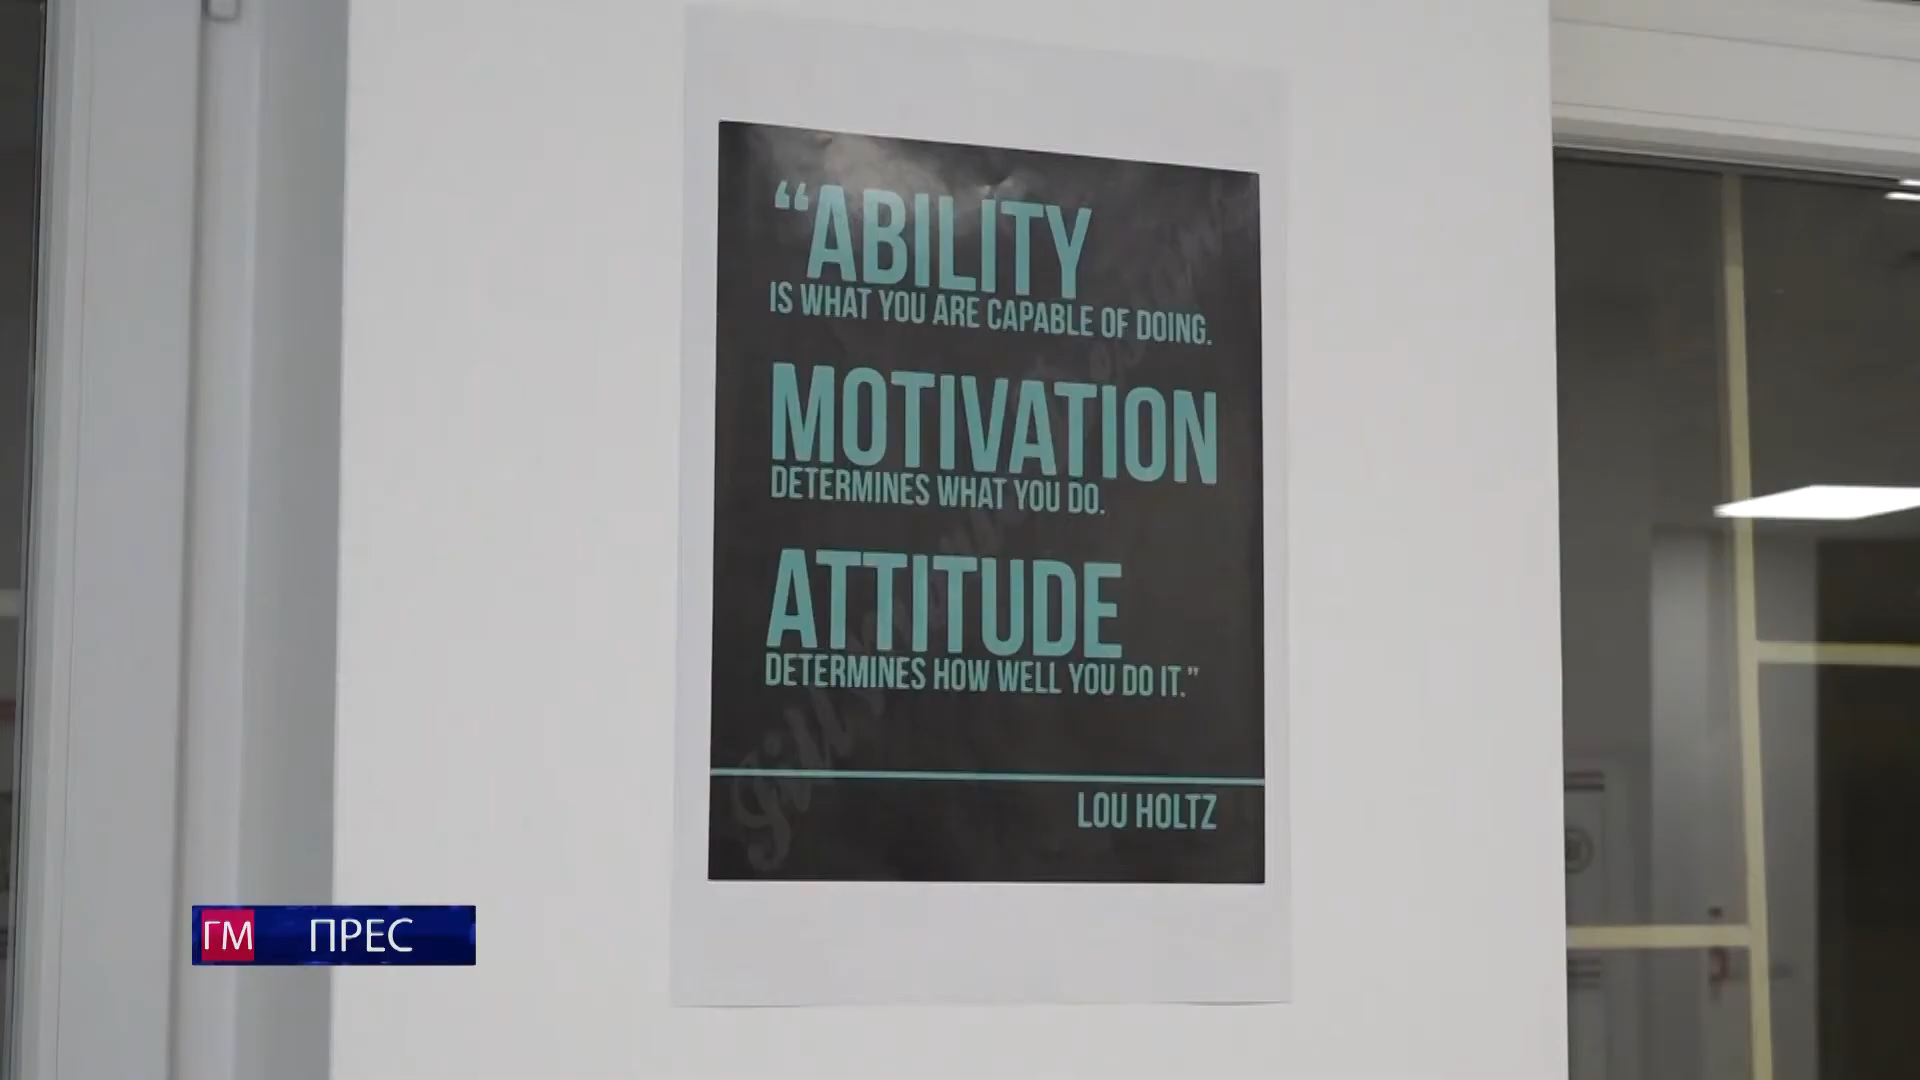 “ABILITY
IS WHAT YOU ARE CAPABLE OF DOING.
MOTIVATION
DETERMINES WHAT YOU DO.
ATTITUDE
DETERMINES HOW WELL YOU DO IT.”
LOU HOLTZ
ГМ ПРЕС